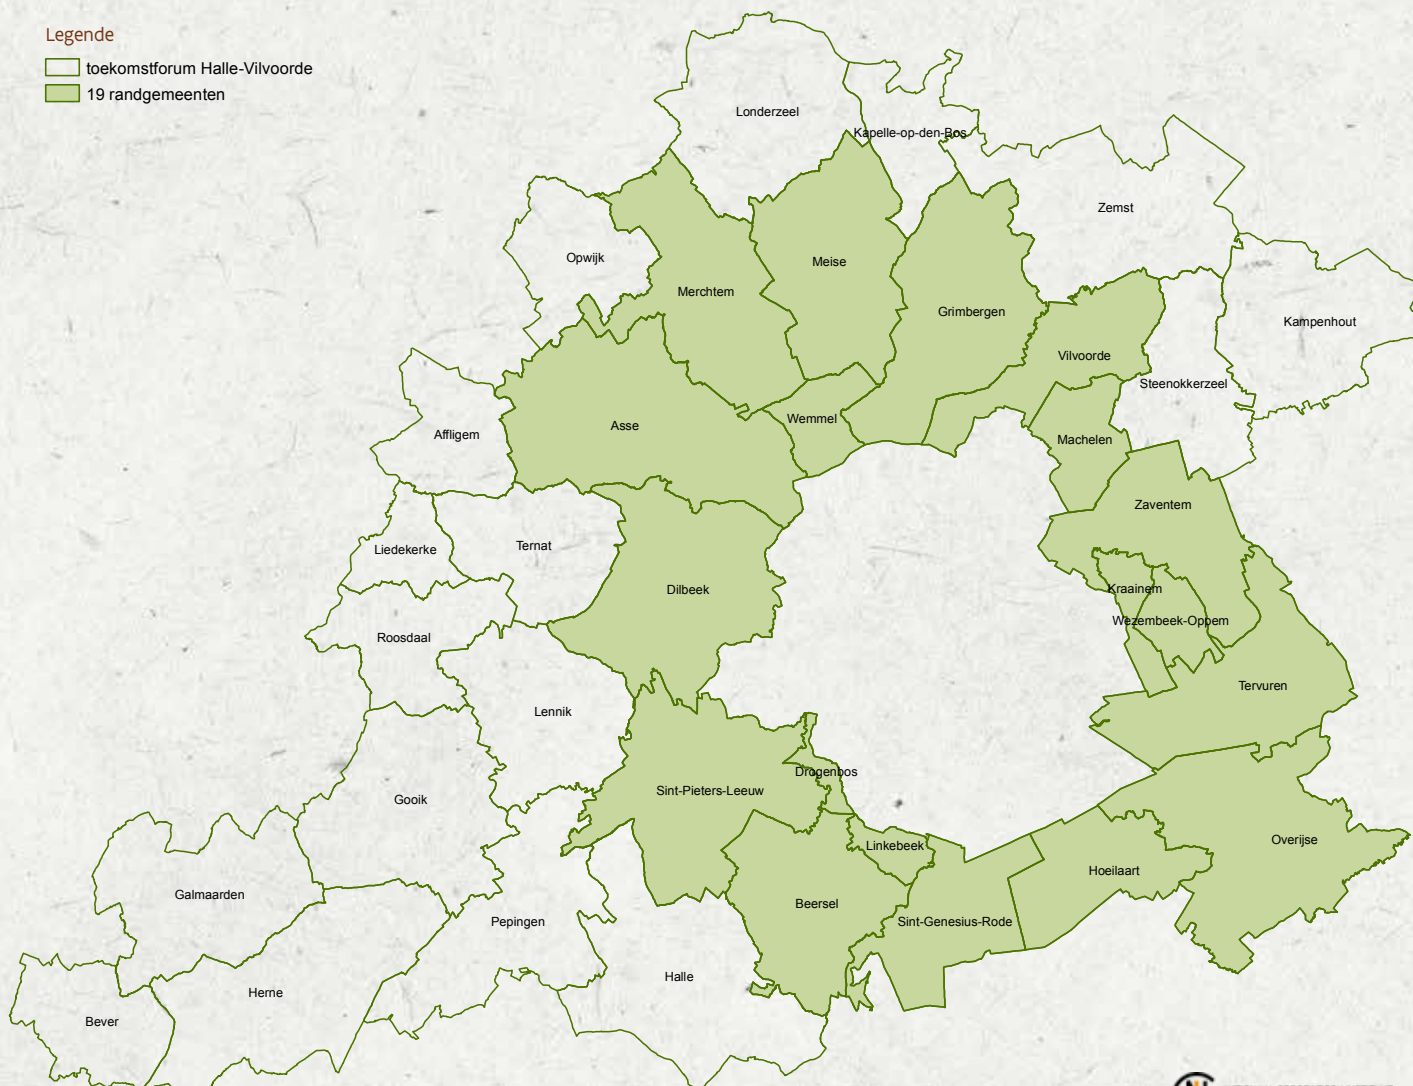 Legende
toekomstforum Halle-Vilvoorde
19 randgemeenten
Londerzeel
Kapelle-op-den-Bos
Zemst
Opwijk
Meise
Merchtem
Grimbergen
Kampenhout
Vilvoorde
Steenokkerzeel
Wemmel
Asse
Affligem
Machelen
Zaventem
Ternat
Liedekerke
Dilbeek
Kraainem
Wezembeek-Oppem
Roosdaal
Tervuren
Lennik
Drogenbos
Sint-Pieters-Leeuw
Gooik
Overijse
Linkebeek
Hoeilaart
Galmaarden
Beersel
Pepingen
Sint-Genesius-Rode
Halle
Herne
Bever